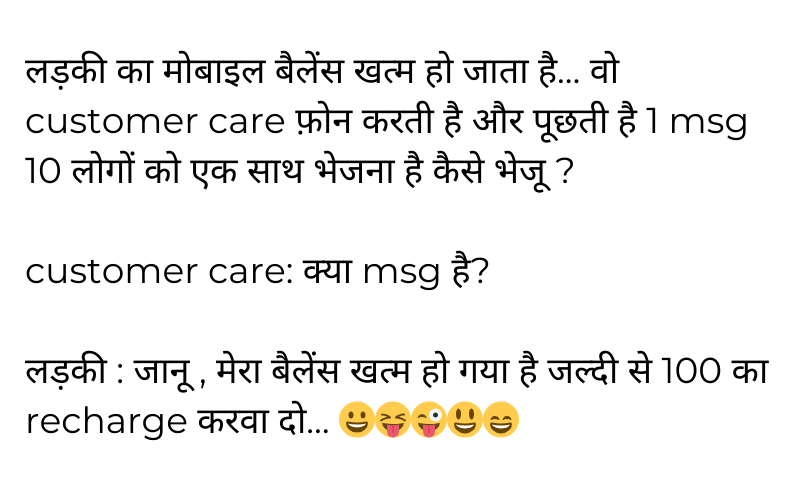 लड़की का मोबाइल बैलेंस खत्म हो जाता है... वो
customer care फ़ोन करती है और पूछती है 1 msg
10 लोगों को एक साथ भेजना है कैसे भेजू ?
customer care: क्या msg है?
लड़की : जानू , मेरा बैलेंस खत्म हो गया है जल्दी से 100 का
recharge करवा दो... 😀😝😜😃😄